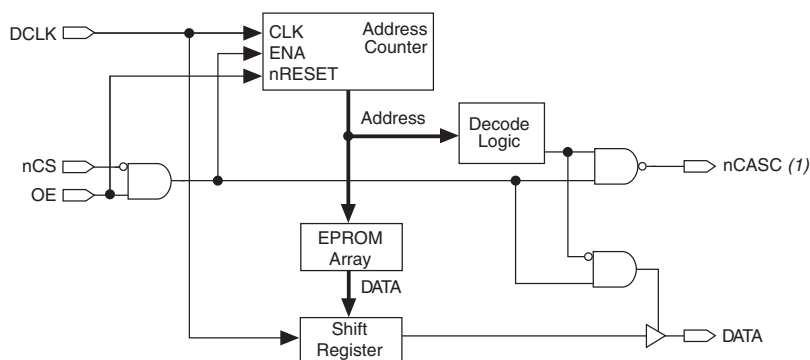 DCLK
CLK
ENA
nRESET
Address
Counter
Address
Decode
Logic
nCS
OE
nCASC (1)
EPROM
Array
DATA
Shift
Register
DATA